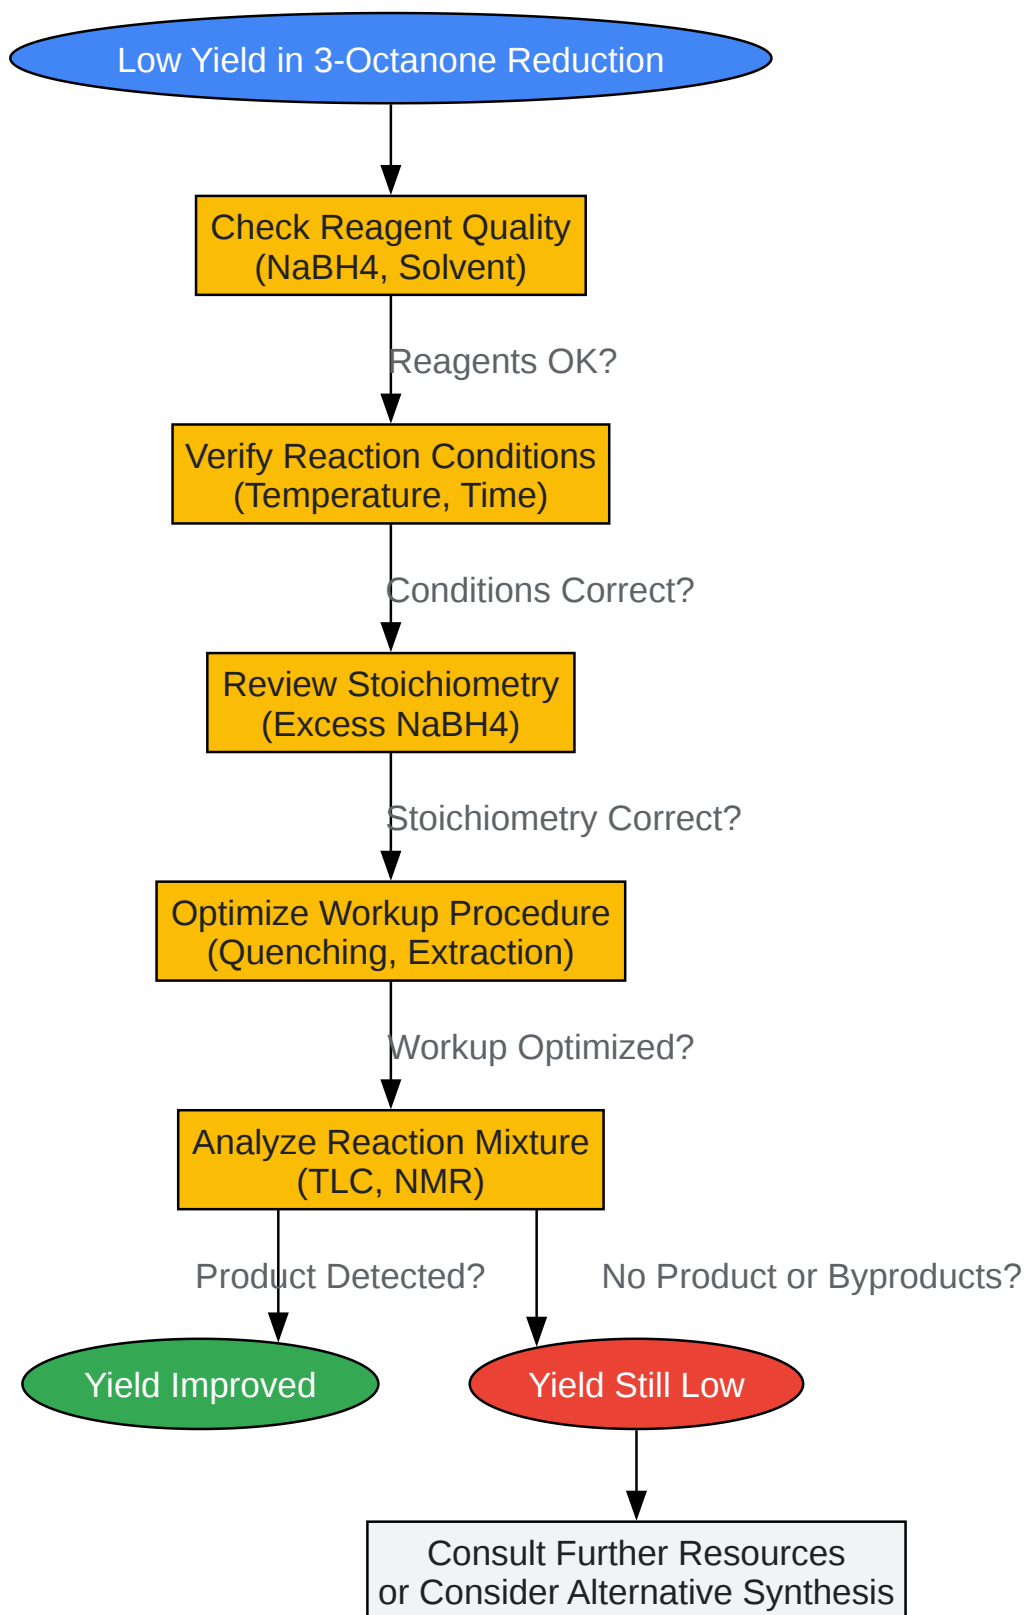 Low Yield in 3-Octanone Reduction
Check Reagent Quality
(NaBH4, Solvent)
Reagents OK?
Verify Reaction Conditions
(Temperature, Time)
Conditions Correct?
Review Stoichiometry
(Excess NaBH4)
Stoichiometry Correct?
Optimize Workup Procedure
(Quenching, Extraction)
Workup Optimized?
Analyze Reaction Mixture
(TLC, NMR)
Product Detected?
No Product or Byproducts?
Yield Improved
Yield Still Low
Consult Further Resources
or Consider Alternative Synthesis